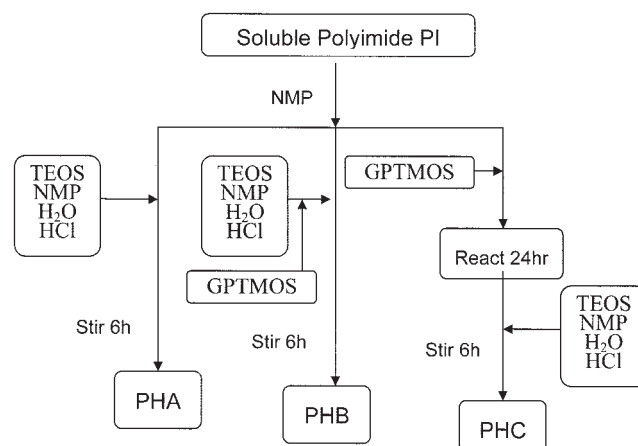 Soluble Polyimide PI
NMP
TEOS
NMP
H₂O
HCl
TEOS
NMP
H₂O
HCl
GPTMOS
GPTMOS
React 24hr
TEOS
NMP
H₂O
HCl
Stir 6h
Stir 6h
Stir 6h
PHA
PHB
PHC